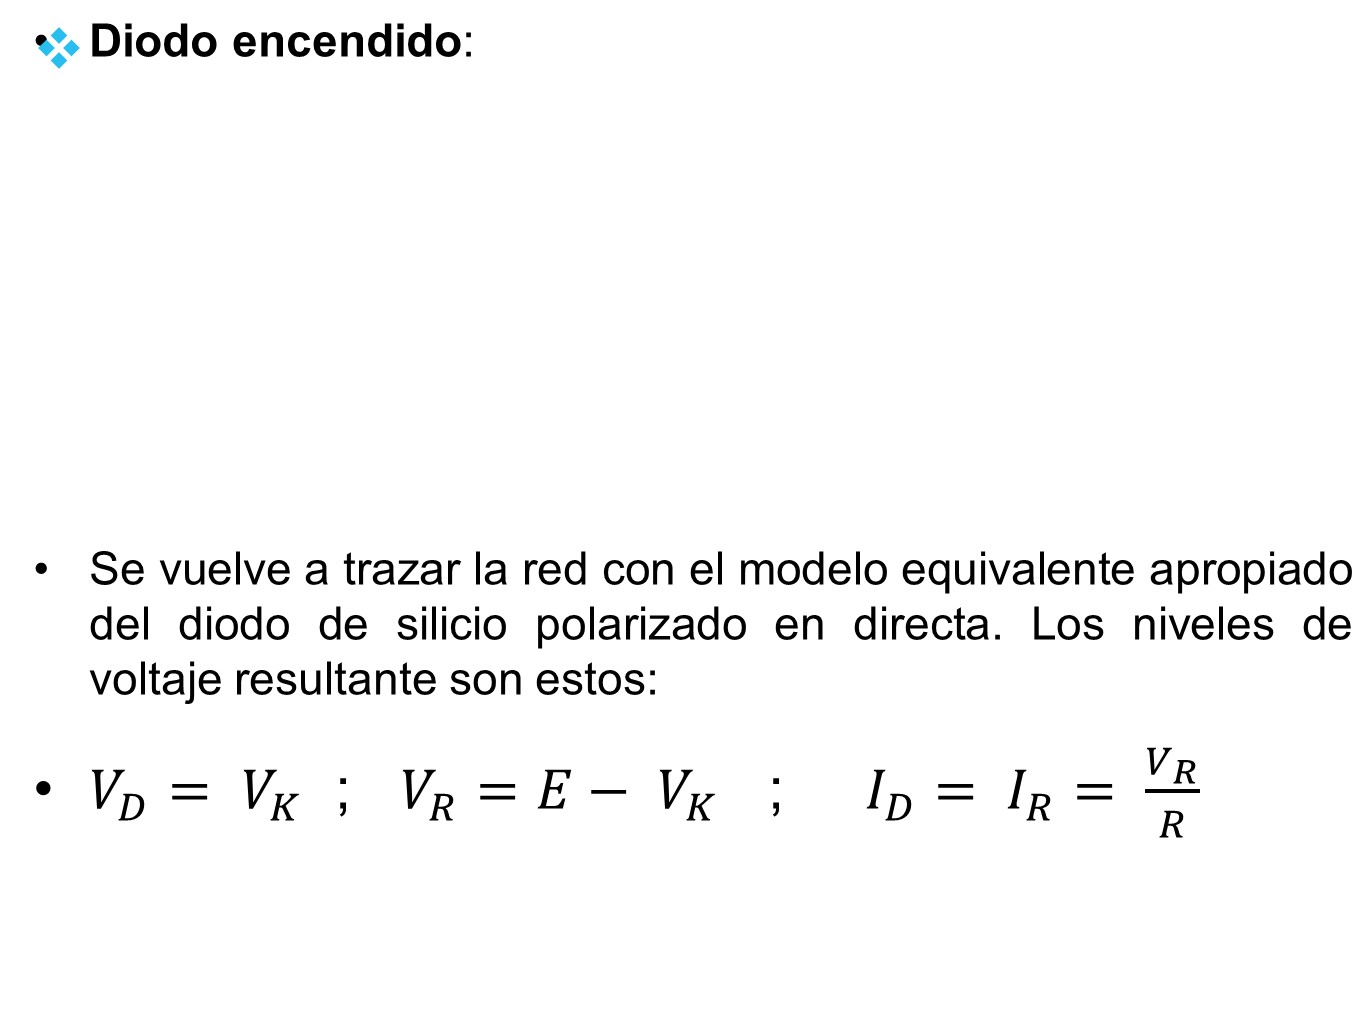 • Diodo encendido:
• Se vuelve a trazar la red con el modelo equivalente apropiado
del diodo de silicio polarizado en directa. Los niveles de
voltaje resultante son estos:
• V_D = V_K ; V_R = E − V_K ; I_D = I_R = V_R/R